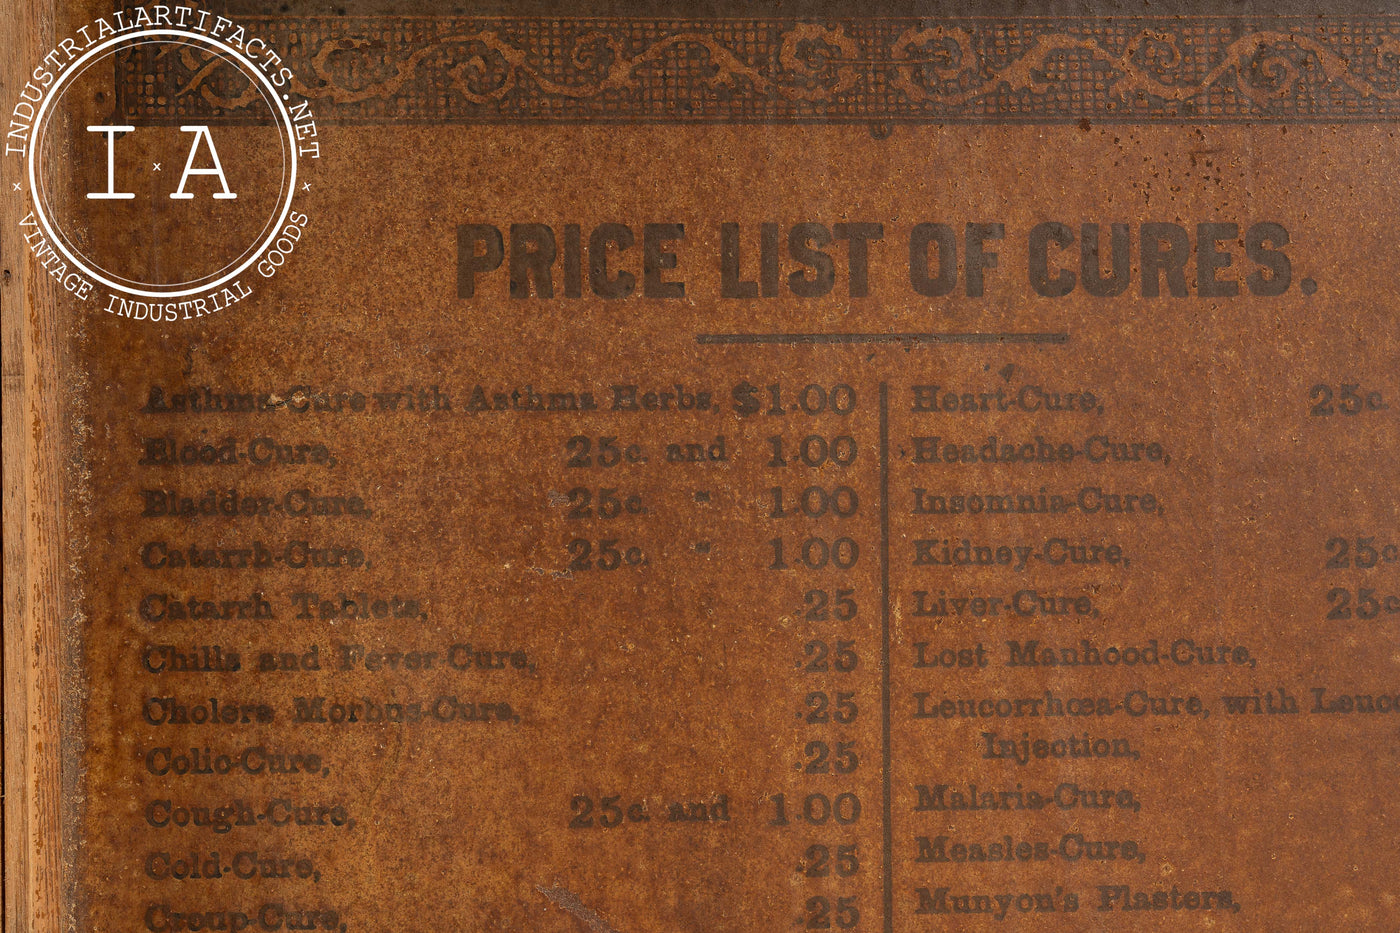 INDUSTRIALARTIFACTS.NET
I × A
× VINTAGE INDUSTRIAL GOODS ×
PRICE LIST OF CURES.
Asthma-Cure with Asthma Herbs, $1.00
Blood-Cure, 25c. and 1.00
Bladder-Cure, 25c. " 1.00
Catarrh-Cure, 25c. " 1.00
Catarrh Tablets, .25
Chills and Fever-Cure, .25
Cholera Morbus-Cure, .25
Colic-Cure, .25
Cough-Cure, 25c. and 1.00
Cold-Cure, .25
Croup-Cure, .25
Heart-Cure, 25c.
Headache-Cure,
Insomnia-Cure,
Kidney-Cure, 25c
Liver-Cure, 25c
Lost Manhood-Cure,
Leucorrhœa-Cure, with Leuco
Injection,
Malaria-Cure,
Measles-Cure,
Munyon's Plasters,